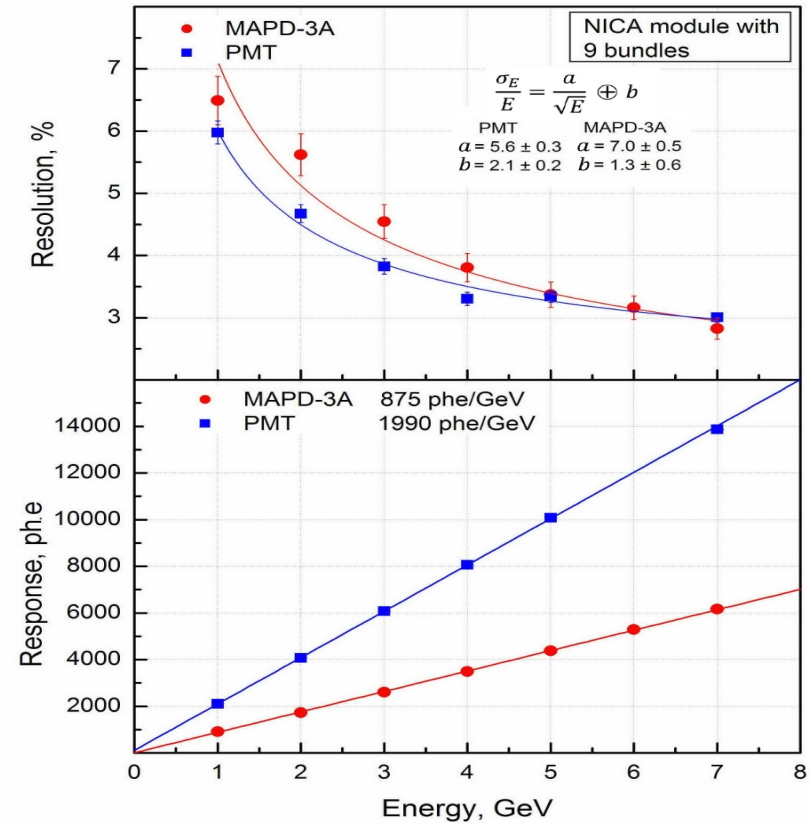 MAPD-3A
PMT
NICA module with
9 bundles
σ_E/E = a/√E ⊕ b
PMT MAPD-3A
a = 5.6 ± 0.3 a = 7.0 ± 0.5
b = 2.1 ± 0.2 b = 1.3 ± 0.6
Resolution, %
7
6
5
4
3
MAPD-3A 875 phe/GeV
PMT 1990 phe/GeV
Response, ph.e
14000
12000
10000
8000
6000
4000
2000
0 1 2 3 4 5 6 7 8
Energy, GeV